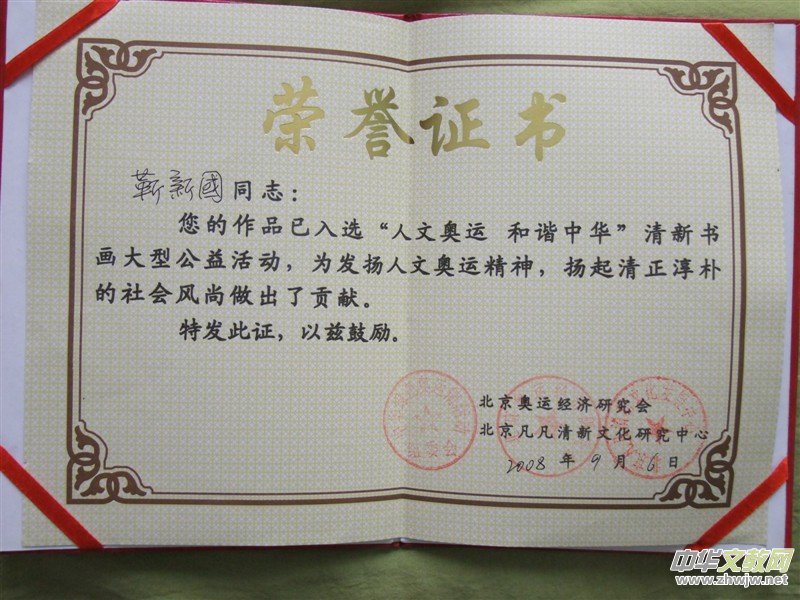 荣誉证书
靳新國同志：
您的作品已入选“人文奥运 和谐中华”清新书
画大型公益活动，为发扬人文奥运精神，扬起清正淳朴
的社会风尚做出了贡献。
特发此证，以兹鼓励。
北京奥运经济研究会
北京凡凡清新文化研究中心
2008 年 9 月 6 日
中华文教网
www.zhwjw.net